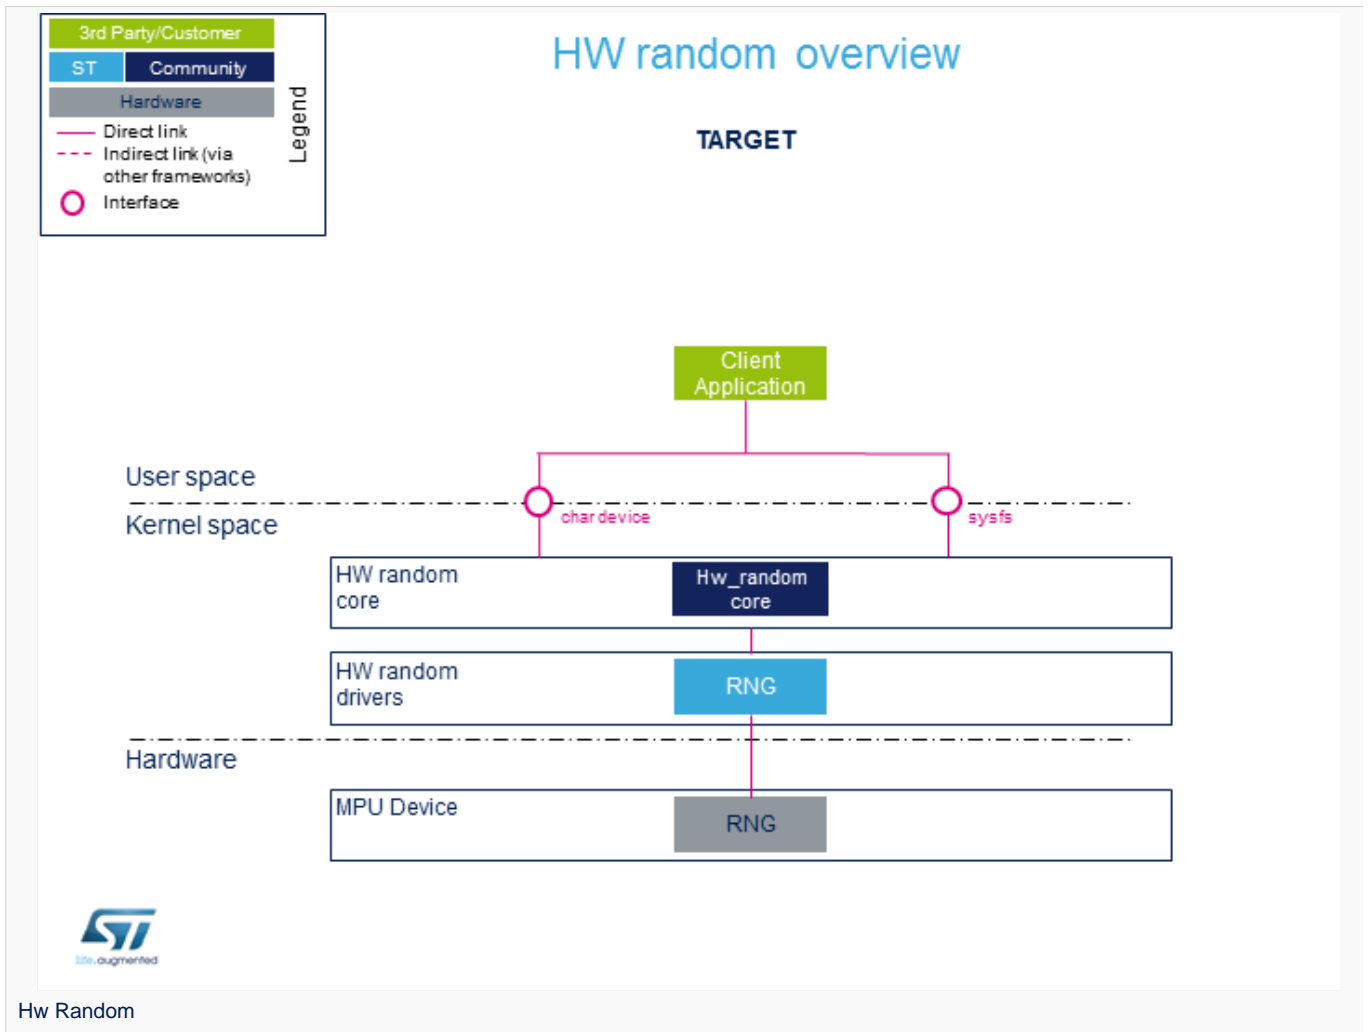 3rd Party/Customer
ST
Community
Hardware
Direct link
Indirect link (via
other frameworks)
Interface
Legend
HW random overview
TARGET
Client
Application
User space
Kernel space
char device
sysfs
HW random
core
Hw_random
core
HW random
drivers
RNG
Hardware
MPU Device
RNG
ST
life.augmented
Hw Random